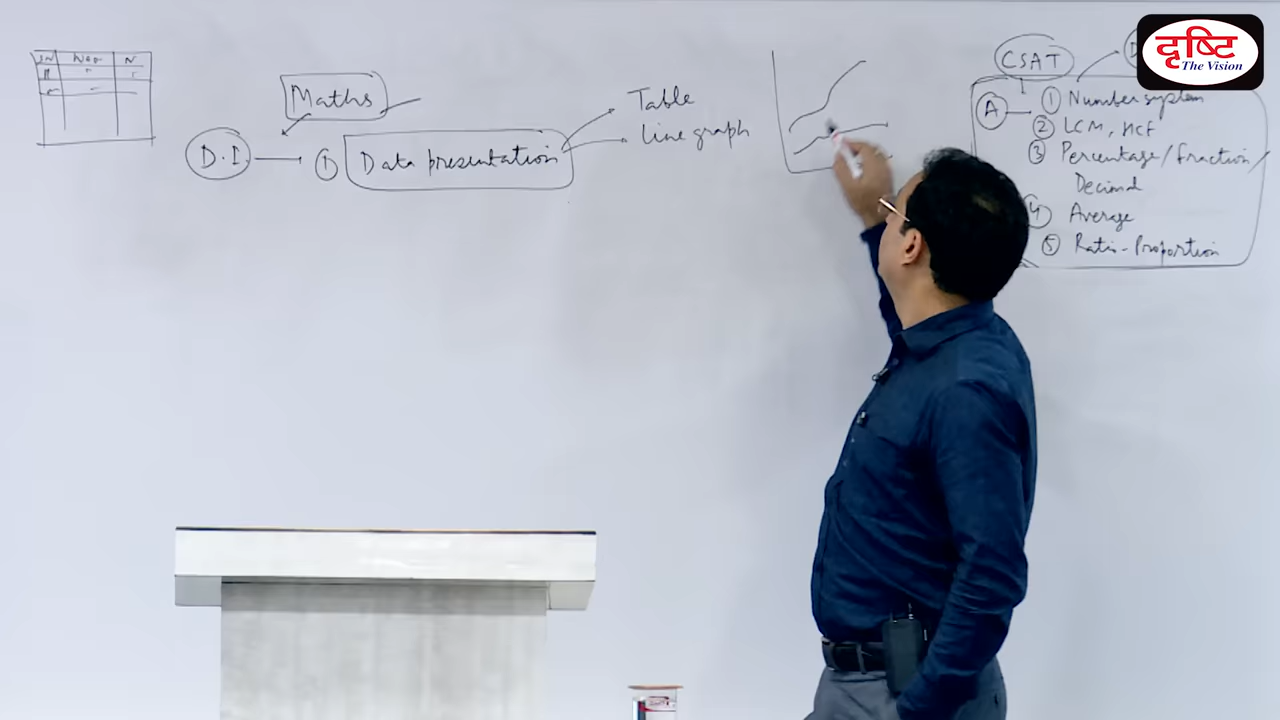 दृष्टि
The Vision
CSAT
A
① Number system
② LCM, HCF
③ Percentage/fraction/
Decimal
④ Average
⑤ Ratio-Proportion
Maths
D.I.
① Data presentation
Table
line graph